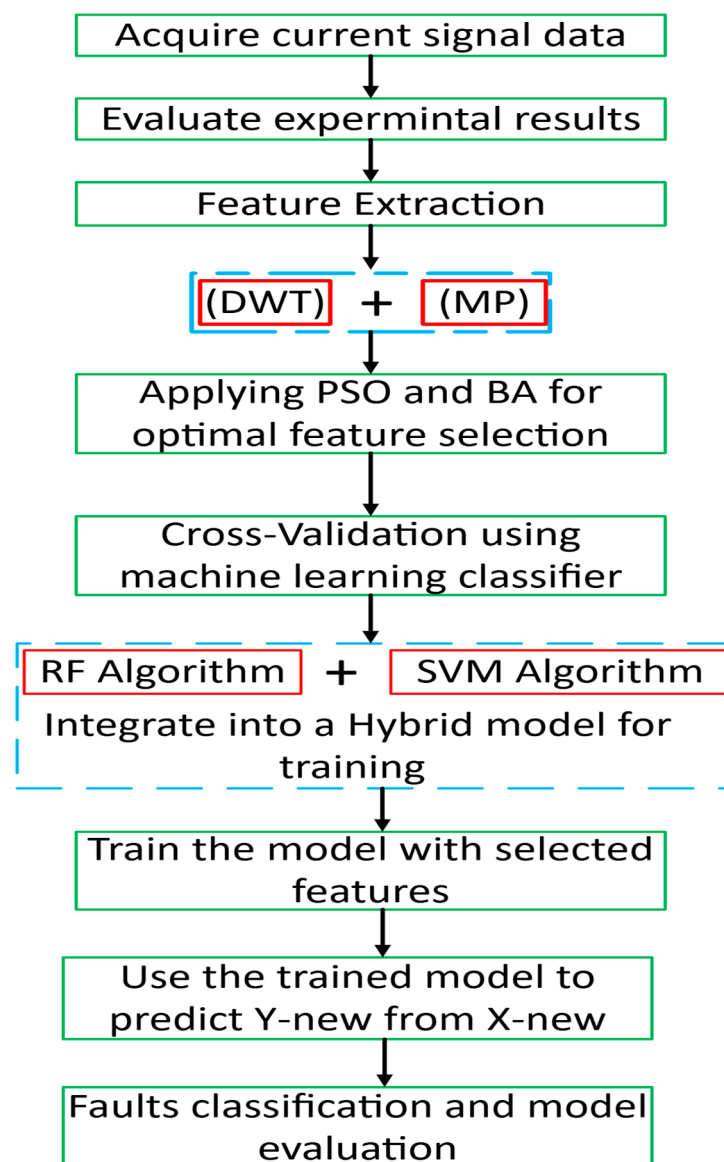 Acquire current signal data
Evaluate expermintal results
Feature Extraction
(DWT) + (MP)
Applying PSO and BA for
optimal feature selection
Cross-Validation using
machine learning classifier
RF Algorithm + SVM Algorithm
Integrate into a Hybrid model for
training
Train the model with selected
features
Use the trained model to
predict Y-new from X-new
Faults classification and model
evaluation